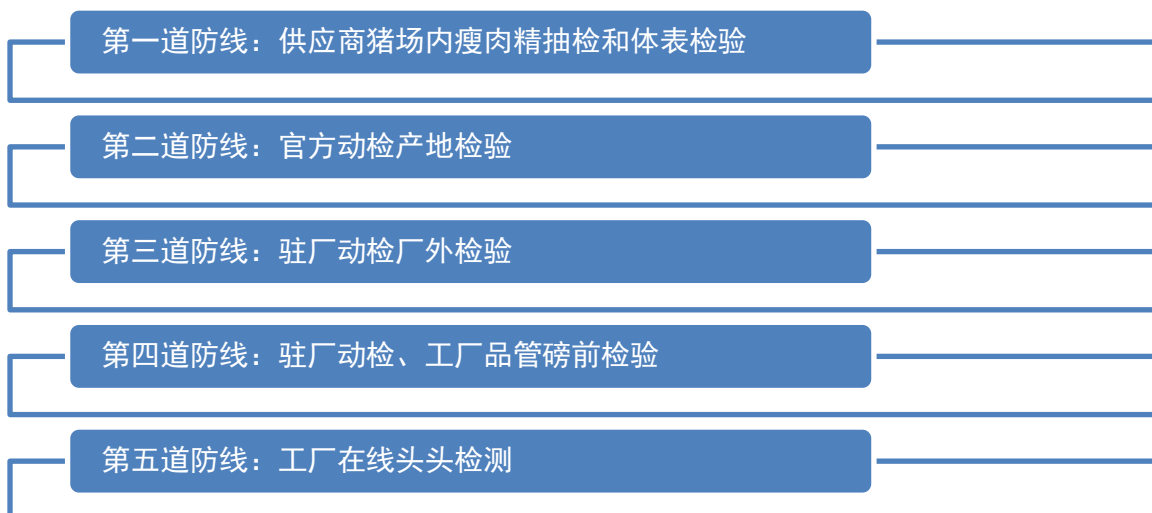 第一道防线：供应商猪场内瘦肉精抽检和体表检验
第二道防线：官方动检产地检验
第三道防线：驻厂动检厂外检验
第四道防线：驻厂动检、工厂品管磅前检验
第五道防线：工厂在线头头检测